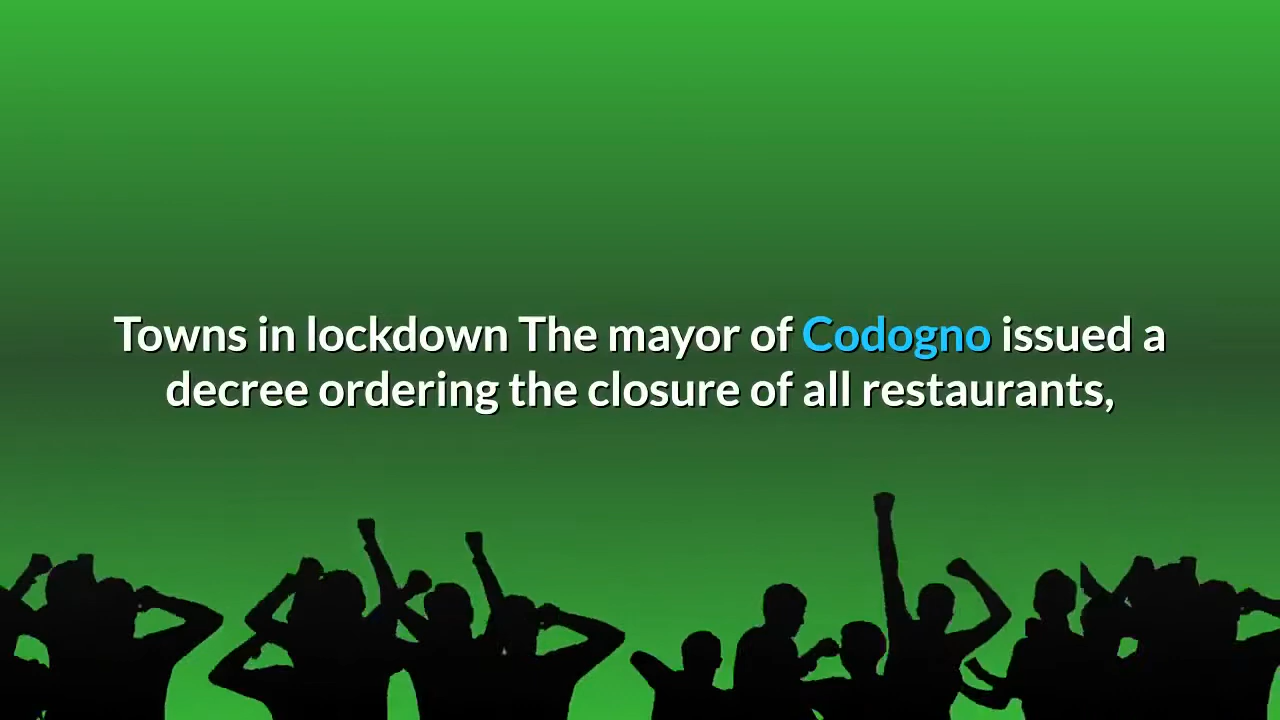 Towns in lockdown The mayor of Codogno issued a
decree ordering the closure of all restaurants,